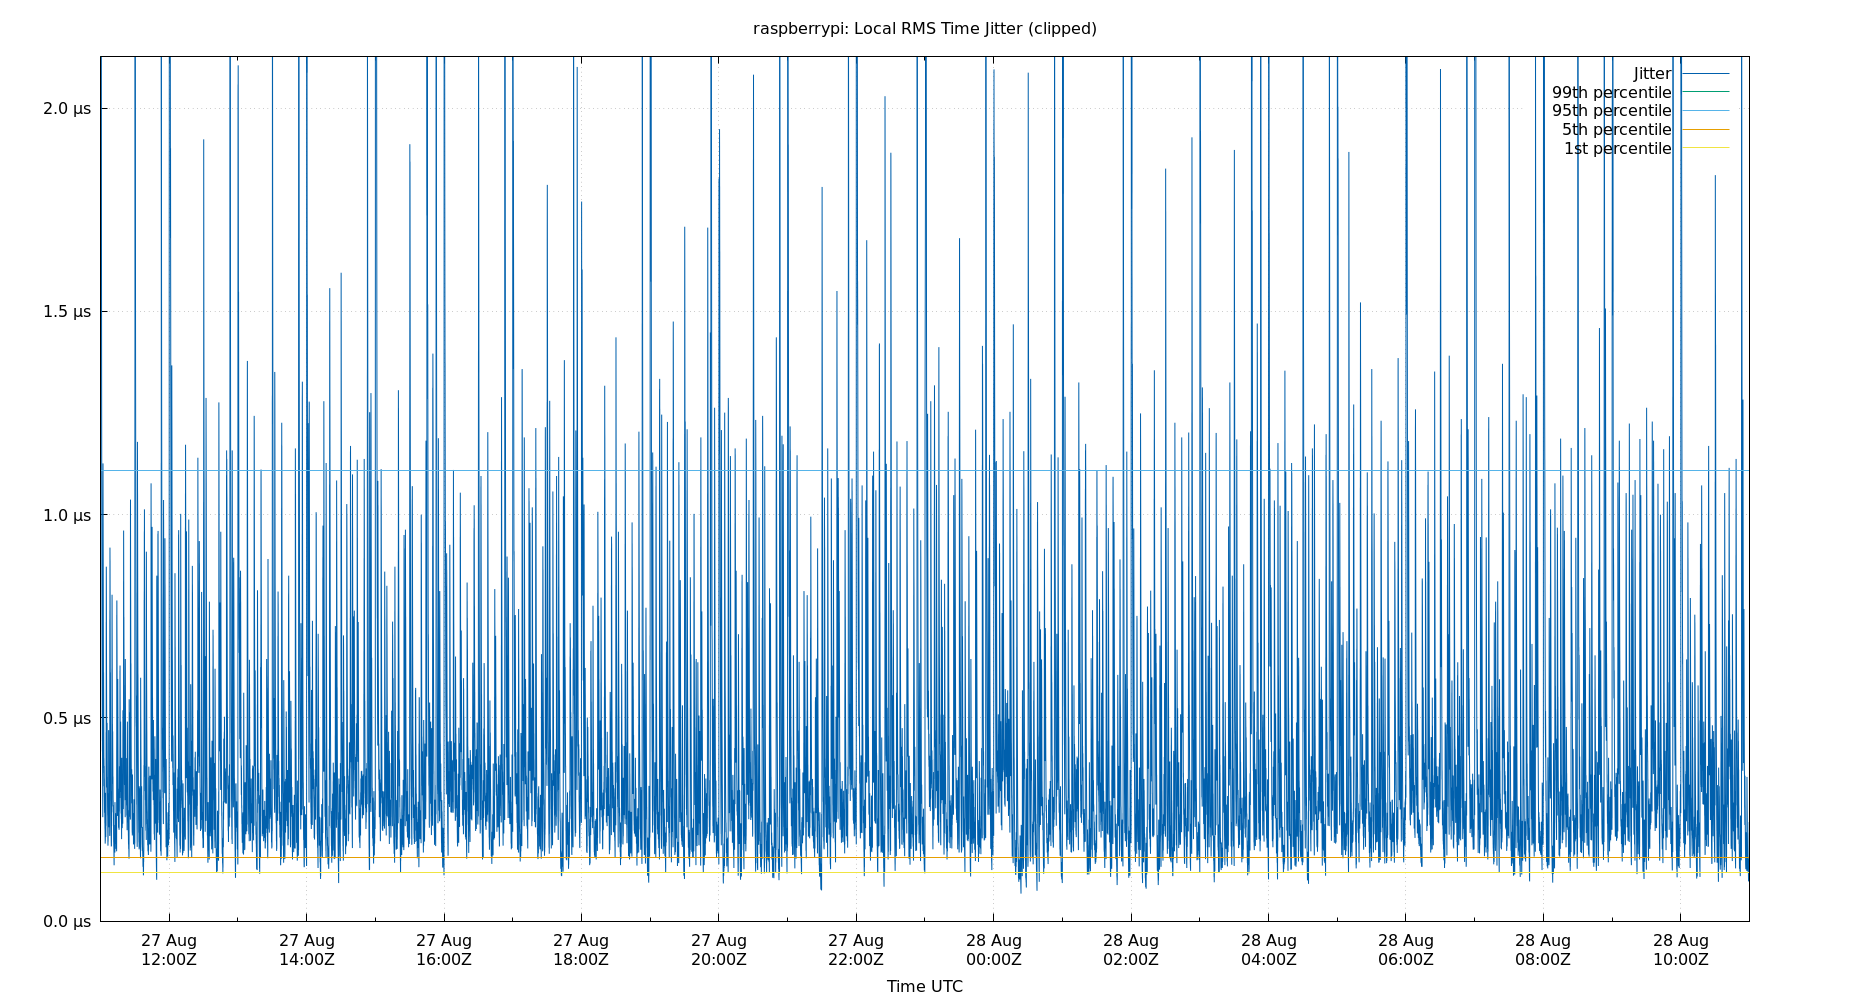 raspberrypi: Local RMS Time Jitter (clipped)
Jitter
99th percentile
95th percentile
5th percentile
1st percentile
2.0 µs
1.5 µs
1.0 µs
0.5 µs
0.0 µs
27 Aug 27 Aug 27 Aug 27 Aug 27 Aug 27 Aug 28 Aug 28 Aug 28 Aug 28 Aug 28 Aug 28 Aug
12:00Z 14:00Z 16:00Z 18:00Z 20:00Z 22:00Z 00:00Z 02:00Z 04:00Z 06:00Z 08:00Z 10:00Z
Time UTC